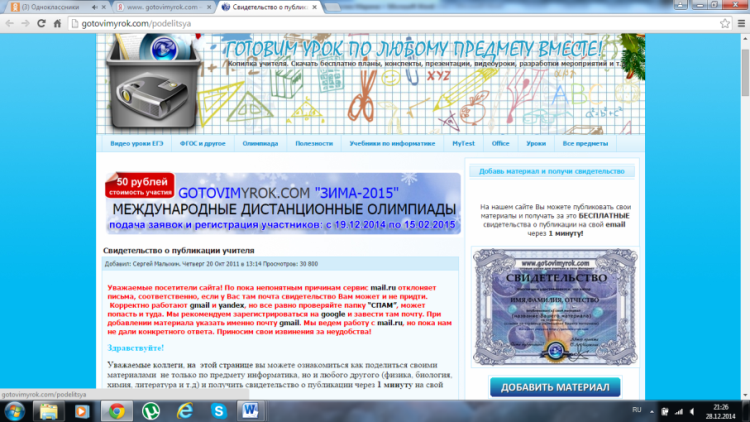 (3) Одноклассники
www. gotovimyrok.com -
Свидетельство о публик
gotovimyrok.com/podelitsya
ГОТОВИМ УРОК ПО ЛЮБОМУ ПРЕДМЕТУ ВМЕСТЕ!
Копилка учителя. Скачать бесплатно планы, конспекты, презентации, видеоуроки, разработки мероприятий и т.
XYZ
Видео уроки ЕГЭ ФГОС и другое Олимпиада Полезности Учебники по информатике MyTest Office Уроки Все предметы
50 рублей
стоимость участия
GOTOVIMYROK.COM "ЗИМА-2015"
МЕЖДУНАРОДНЫЕ ДИСТАНЦИОННЫЕ ОЛИМПИАДЫ
подача заявок и регистрация участников: с 19.12.2014 по 15.02.2015
Свидетельство о публикации учителя
Добавил: Сергей Малыхин, Четверг 20 Окт 2011 в 13:14 Просмотров: 30 800
Уважаемые посетители сайта! По пока непонятным причинам сервис mail.ru отклоняет
письма, соответственно, если у Вас там почта свидетельство Вам может и не придти.
Корректно работают gmail и yandex, но все равно проверяйте папку "СПАМ", может
попасть и туда. Мы рекомендуем зарегистрироваться на google и завести там почту. При
добавлении материала указать именно почту gmail. Мы ведем работу с mail.ru, но пока нам
не дали конкретного ответа. Приносим свои извинения за неудобства!
Здравствуйте!
Уважаемые коллеги, на этой странице вы можете ознакомиться как поделиться своими
материалами не только по предмету информатика, но и любого другого (физика, биология,
химия, литература и т.д) и получить свидетельство о публикации через 1 минуту на свой
Добавь материал и получи свидетельство
На нашем сайте Вы можете публиковать свои
материалы и получать за это БЕСПЛАТНЫЕ
свидетельства о публикации на свой email
через 1 минуту!
www.gotovimyrok.com
СВИДЕТЕЛЬСТВО
ИМЯ, ФАМИЛИЯ, ОТЧЕСТВО
ДОБАВИТЬ МАТЕРИАЛ
gotovimyrok.com/podelitsya
RU
21:26
28.12.2014